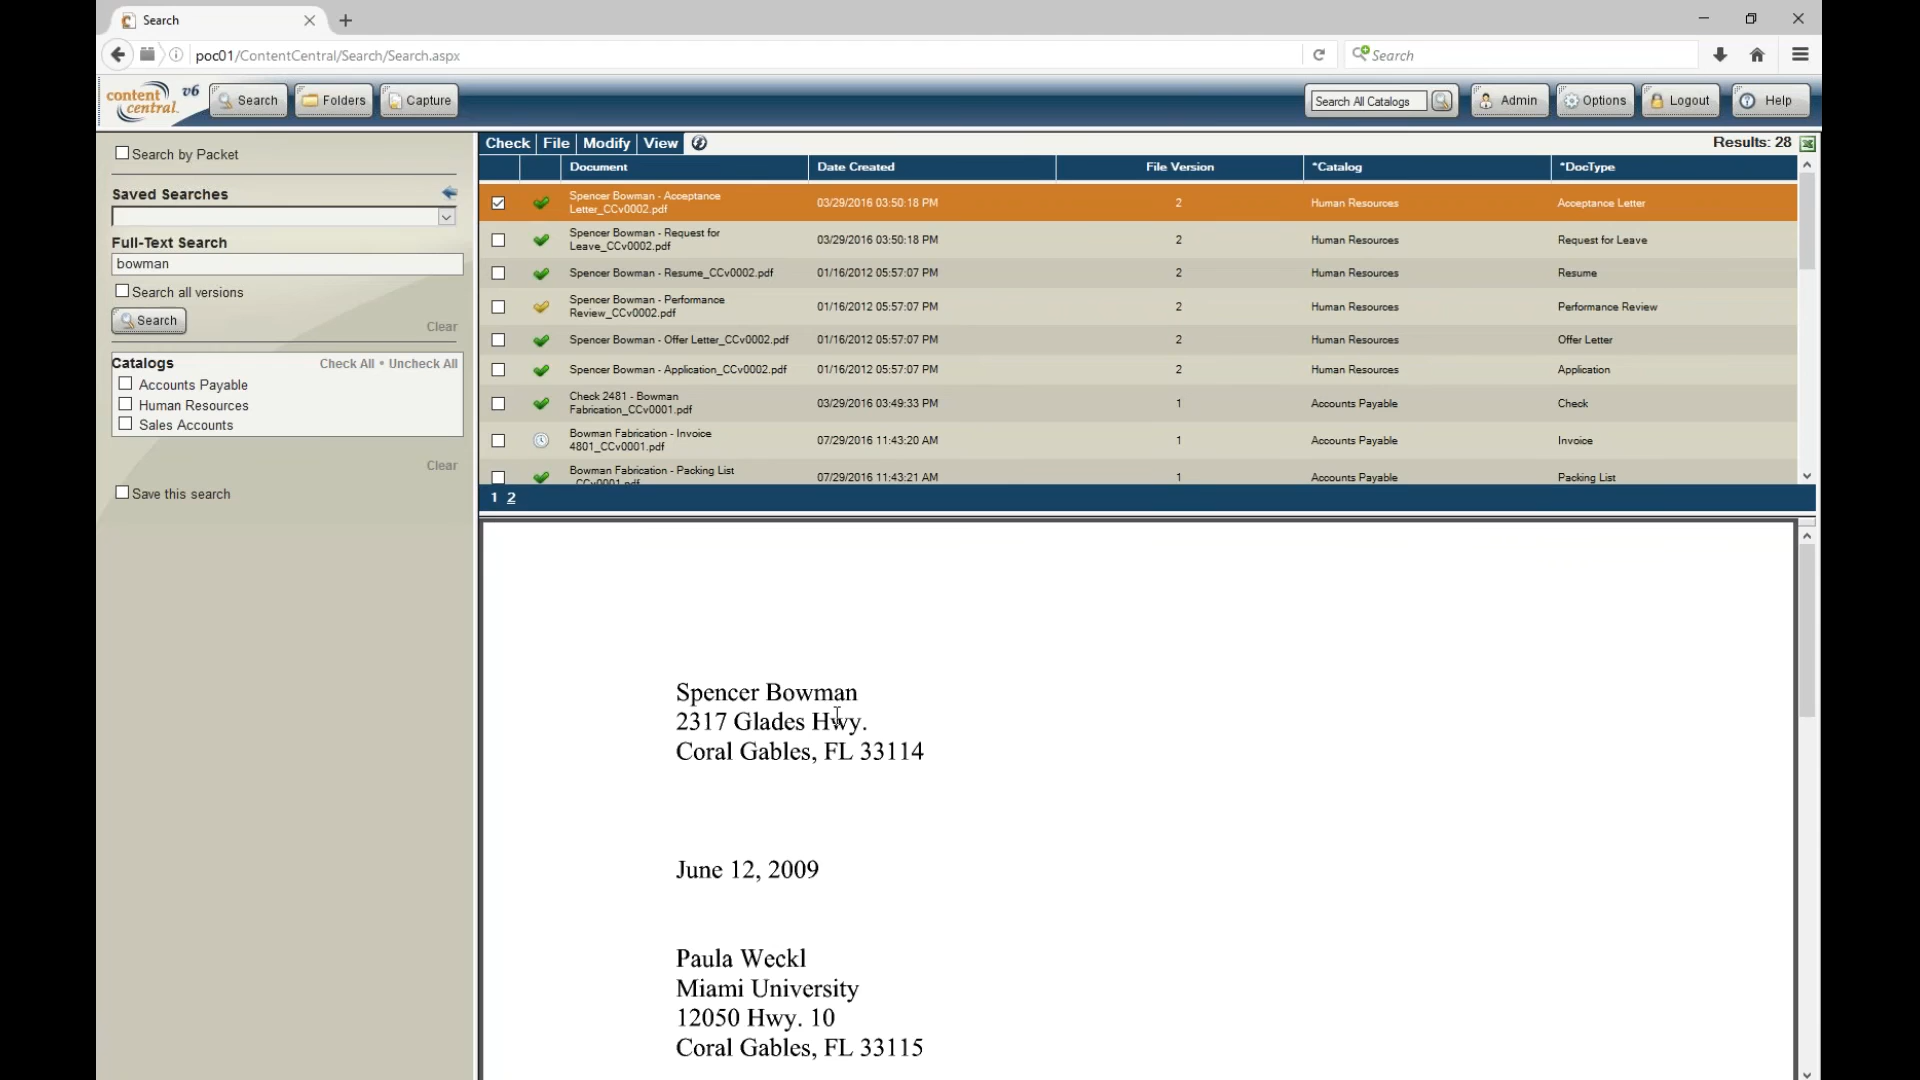 Search
poc01/ContentCentral/Search/Search.aspx
Search
content central. v6
Search
Folders
Capture
Search All Catalogs
Admin
Options
Logout
Help
Search by Packet
Saved Searches
Full-Text Search
bowman
Search all versions
Search
Clear
Catalogs
Check All • Uncheck All
Accounts Payable
Human Resources
Sales Accounts
Clear
Save this search
Check File Modify View
Results: 28
Document Date Created File Version *Catalog *DocType
Spencer Bowman - Acceptance
Letter_CCv0002.pdf
03/29/2016 03:50:18 PM 2 Human Resources Acceptance Letter
Spencer Bowman - Request for
Leave_CCv0002.pdf
03/29/2016 03:50:18 PM 2 Human Resources Request for Leave
Spencer Bowman - Resume_CCv0002.pdf 01/16/2012 05:57:07 PM 2 Human Resources Resume
Spencer Bowman - Performance
Review_CCv0002.pdf
01/16/2012 05:57:07 PM 2 Human Resources Performance Review
Spencer Bowman - Offer Letter_CCv0002.pdf 01/16/2012 05:57:07 PM 2 Human Resources Offer Letter
Spencer Bowman - Application_CCv0002.pdf 01/16/2012 05:57:07 PM 2 Human Resources Application
Check 2481 - Bowman
Fabrication_CCv0001.pdf
03/29/2016 03:49:33 PM 1 Accounts Payable Check
Bowman Fabrication - Invoice
4801_CCv0001.pdf
07/29/2016 11:43:20 AM 1 Accounts Payable Invoice
Bowman Fabrication - Packing List
_CCv0001.pdf
07/29/2016 11:43:21 AM 1 Accounts Payable Packing List
1 2
Spencer Bowman
2317 Glades Hwy.
Coral Gables, FL 33114
June 12, 2009
Paula Weckl
Miami University
12050 Hwy. 10
Coral Gables, FL 33115